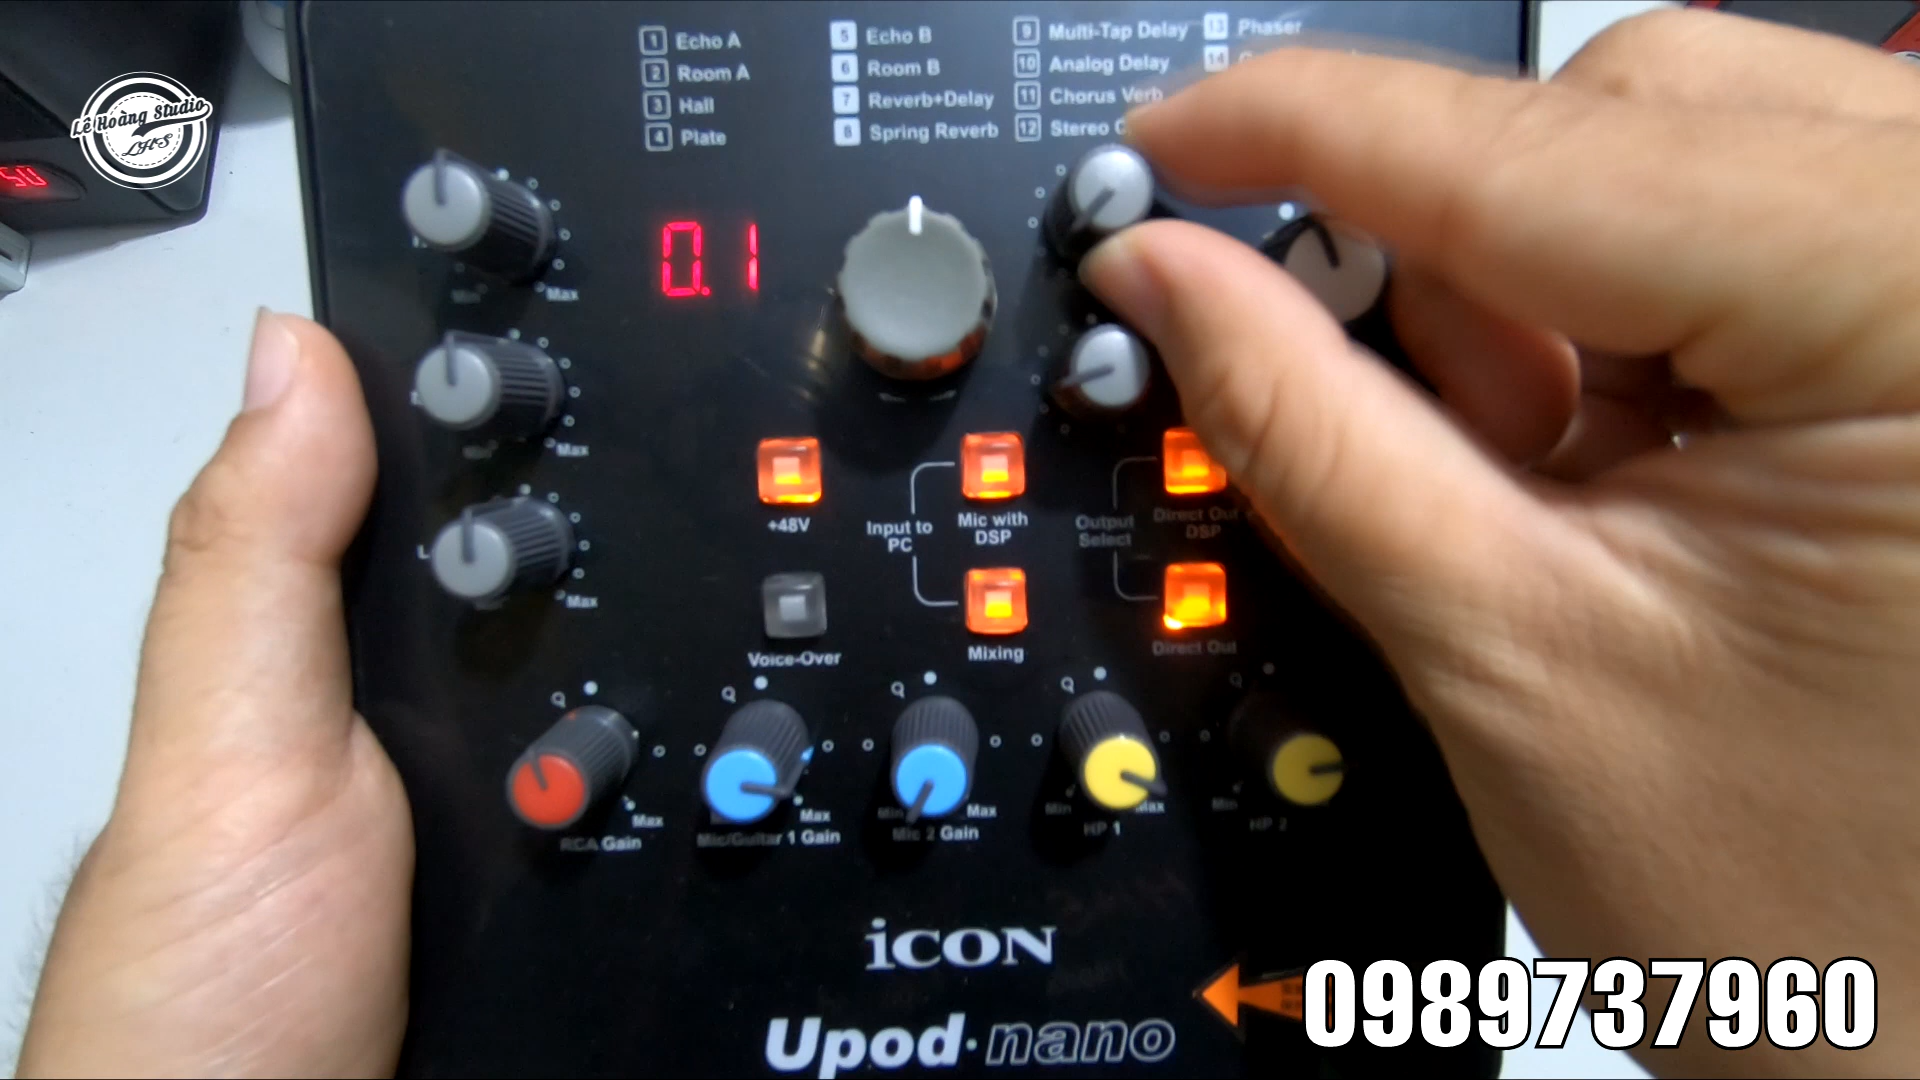 1 Echo A
2 Room A
3 Hall
4 Plate
5 Echo B
6 Room B
7 Reverb+Delay
8 Spring Reverb
9 Multi-Tap Delay
10 Analog Delay
11 Chorus Verb
12 Stereo
13 Phaser
14
Lê Hoàng Studio
LHS
50
0.1
Min Max
Min Max
L
Max
+48V
Input to
PC
Mic with
DSP
Output
Select
Direct Out +
DSP
Voice-Over
Mixing
Direct Out
Max
RCA Gain
Max
Mic/Guitar 1 Gain
Min Max
Mic 2 Gain
Min Max
HP 1
Min
HP 2
iCON
Upod·nano
0989737960